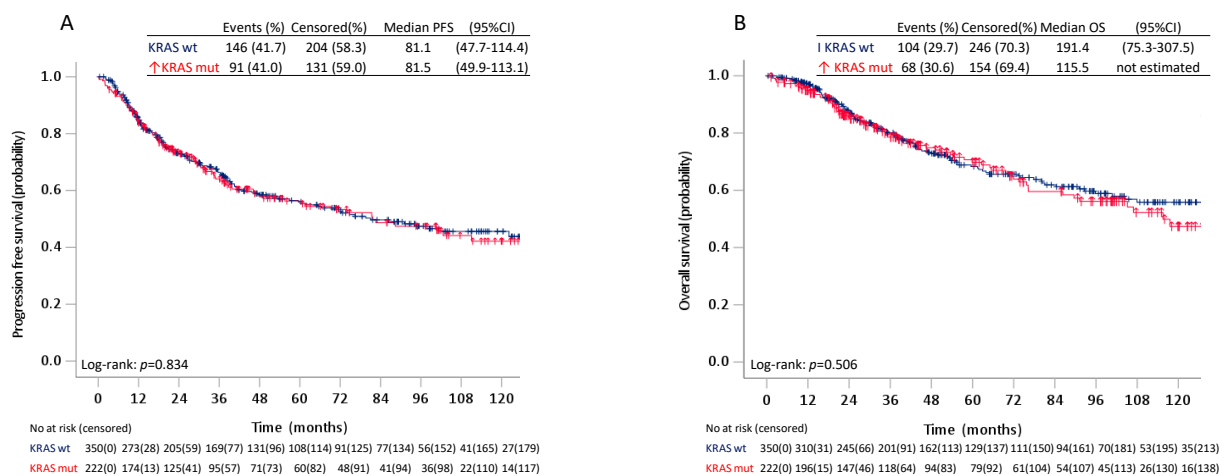 A
Events (%) Censored(%) Median PFS (95%CI)
KRAS wt 146 (41.7) 204 (58.3) 81.1 (47.7-114.4)
↑ KRAS mut 91 (41.0) 131 (59.0) 81.5 (49.9-113.1)
Progression free survival (probability)
1.0
0.8
0.6
0.4
0.2
0.0
Log-rank: p=0.834
0 12 24 36 48 60 72 84 96 108 120
Time (months)
No at risk (censored)
KRAS wt 350(0) 273(28) 205(59) 169(77) 131(96) 108(114) 91(125) 77(134) 56(152) 41(165) 27(179)
KRAS mut 222(0) 174(13) 125(41) 95(57) 71(73) 60(82) 48(91) 41(94) 36(98) 22(110) 14(117)
B
Events (%) Censored(%) Median OS (95%CI)
I KRAS wt 104 (29.7) 246 (70.3) 191.4 (75.3-307.5)
↑ KRAS mut 68 (30.6) 154 (69.4) 115.5 not estimated
Overall survival (probability)
1.0
0.8
0.6
0.4
0.2
0.0
Log-rank: p=0.506
0 12 24 36 48 60 72 84 96 108 120
Time (months)
No at risk (censored)
KRAS wt 350(0) 310(31) 245(66) 201(91) 162(113) 129(137) 111(150) 94(161) 70(181) 53(195) 35(213)
KRAS mut 222(0) 196(15) 147(46) 118(64) 94(83) 79(92) 61(104) 54(107) 45(113) 26(130) 16(138)